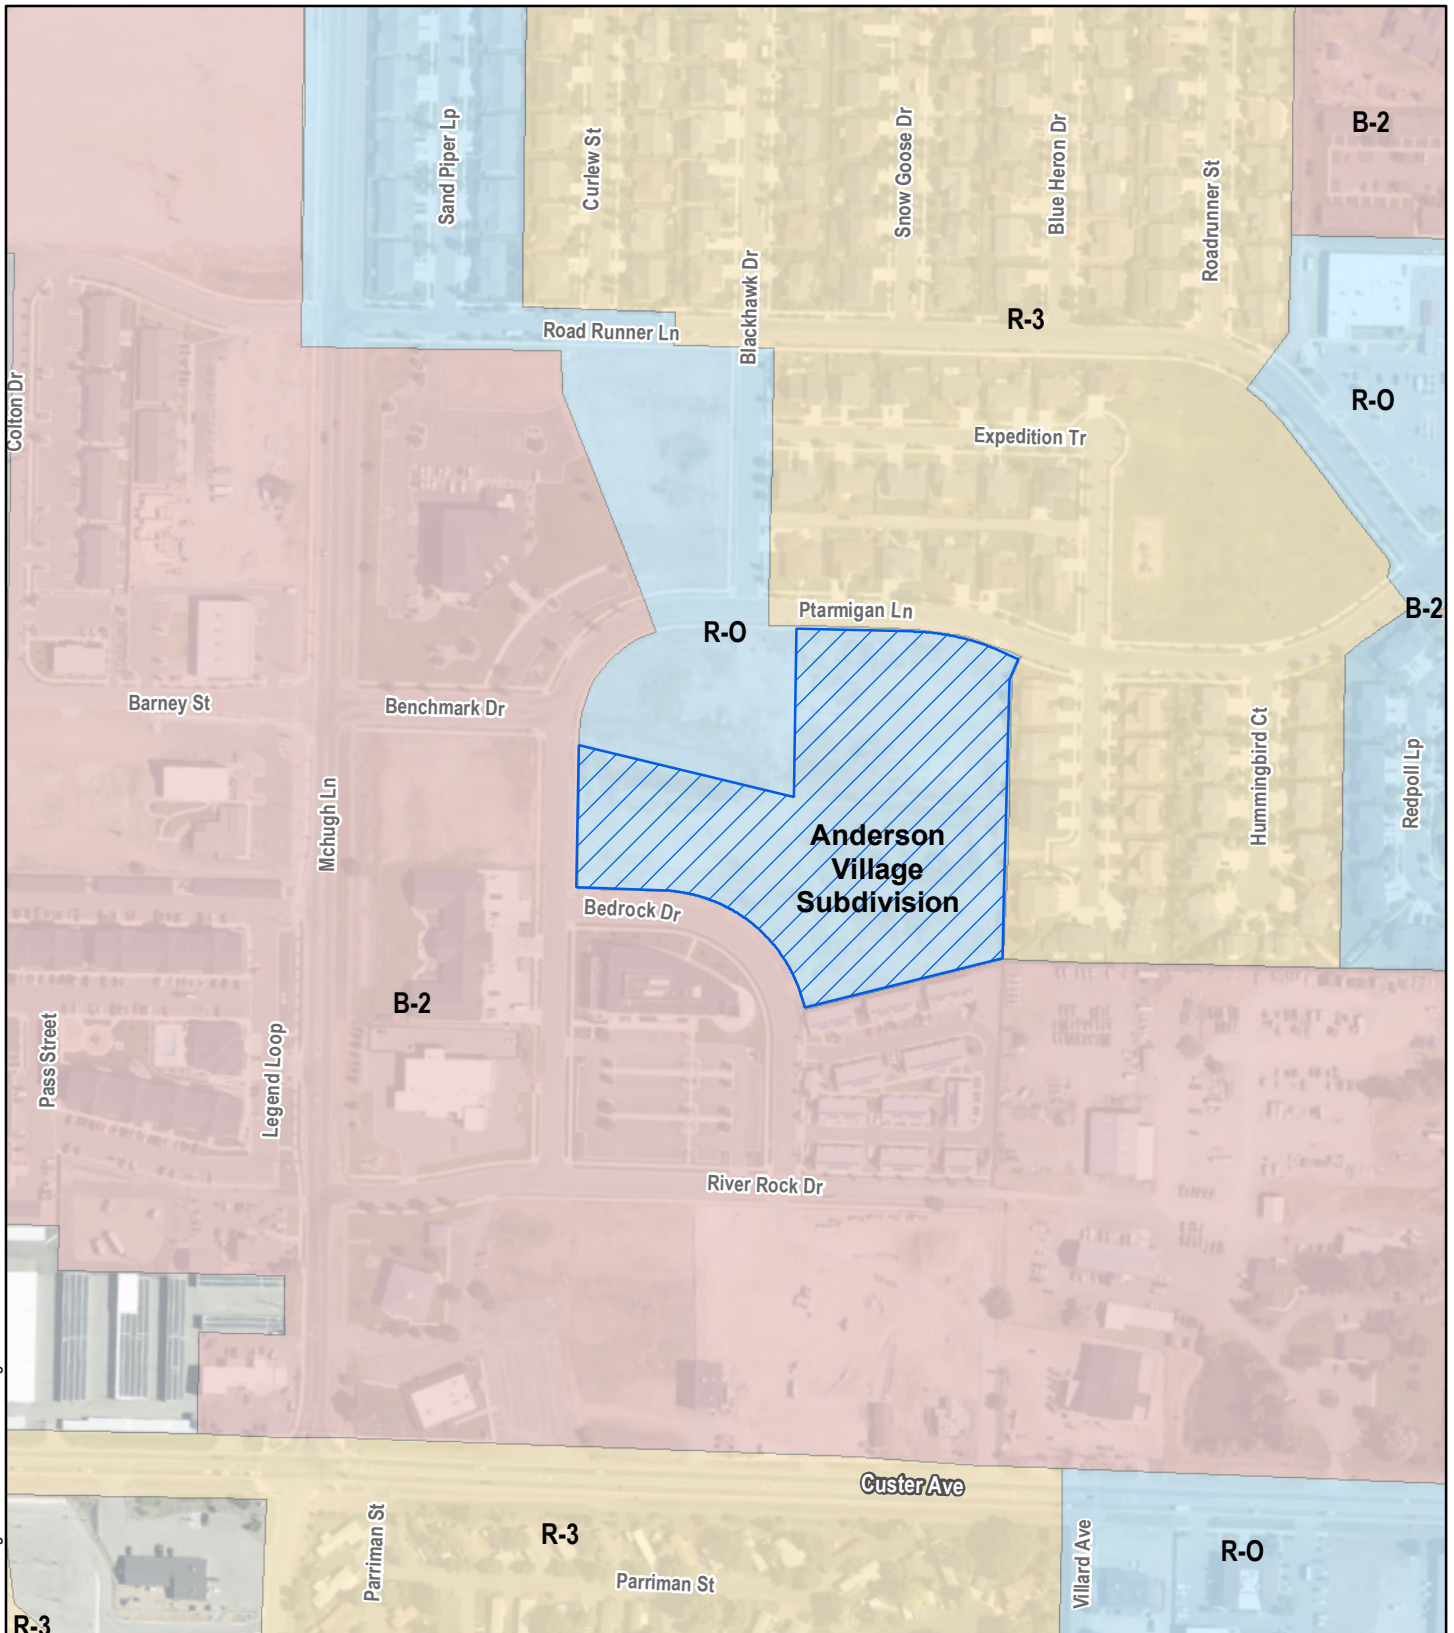 B-2
Sand Piper Lp
Curlew St
Snow Goose Dr
Blue Heron Dr
Roadrunner St
Blackhawk Dr
R-3
Road Runner Ln
Colton Dr
R-O
Expedition Tr
Ptarmigan Ln
B-2
R-O
Barney St
Benchmark Dr
Hummingbird Ct
Redpoll Lp
Mchugh Ln
Anderson
Village
Subdivision
Bedrock Dr
B-2
Pass Street
Legend Loop
River Rock Dr
Custer Ave
Parriman St
R-3
Villard Ave
R-O
Parriman St
R-3